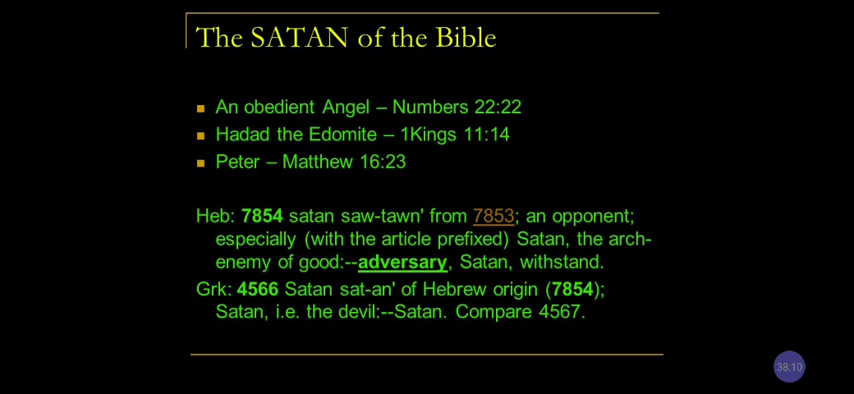 The SATAN of the Bible
An obedient Angel – Numbers 22:22
Hadad the Edomite – 1Kings 11:14
Peter – Matthew 16:23
Heb: 7854 satan saw-tawn' from 7853; an opponent;
especially (with the article prefixed) Satan, the arch-
enemy of good:--adversary, Satan, withstand.
Grk: 4566 Satan sat-an' of Hebrew origin (7854);
Satan, i.e. the devil:--Satan. Compare 4567.
38.10